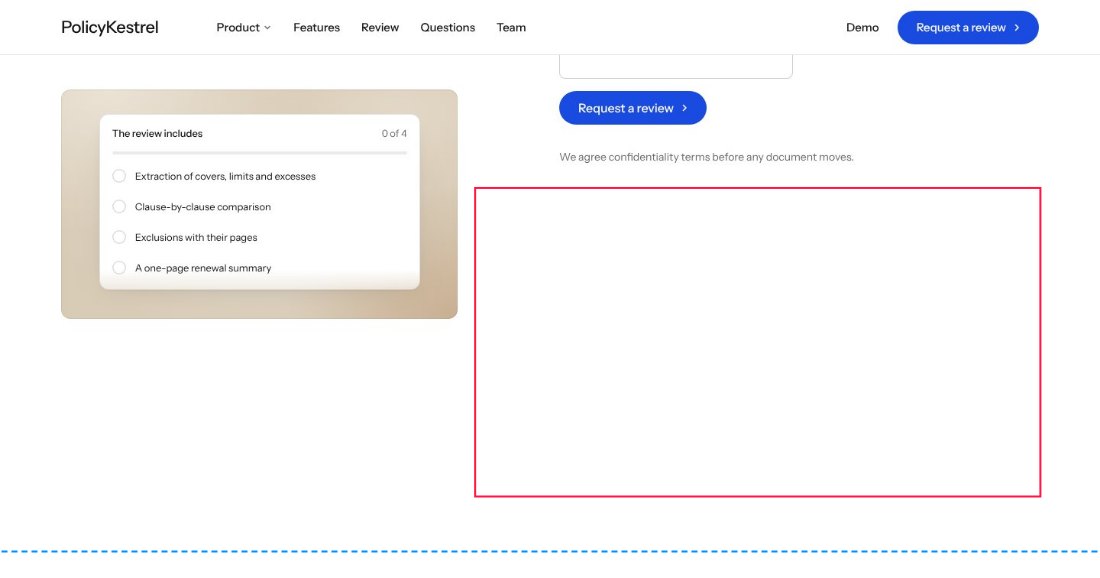 PolicyKestrel
Product
Features
Review
Questions
Team
Demo
Request a review
The review includes
0 of 4
Extraction of covers, limits and excesses
Clause-by-clause comparison
Exclusions with their pages
A one-page renewal summary
Request a review
We agree confidentiality terms before any document moves.